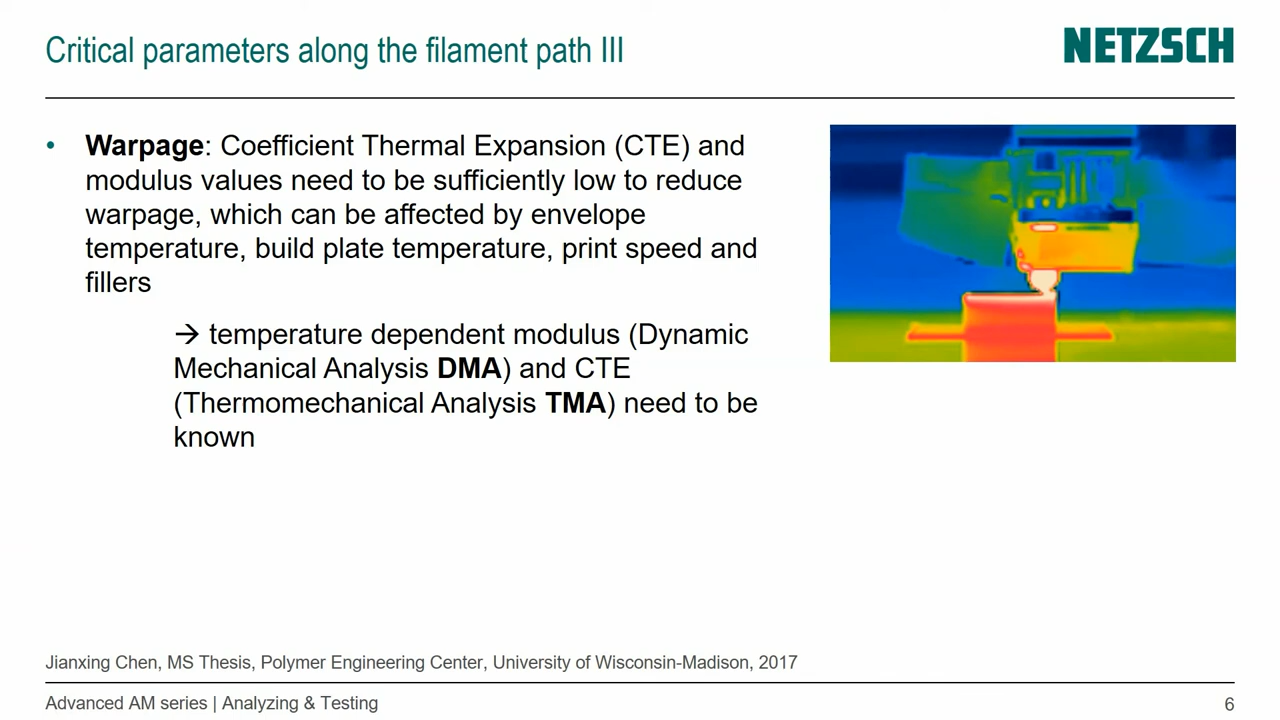 Critical parameters along the filament path III
NETZSCH
• Warpage: Coefficient Thermal Expansion (CTE) and
modulus values need to be sufficiently low to reduce
warpage, which can be affected by envelope
temperature, build plate temperature, print speed and
fillers
→ temperature dependent modulus (Dynamic
Mechanical Analysis DMA) and CTE
(Thermomechanical Analysis TMA) need to be
known
Jianxing Chen, MS Thesis, Polymer Engineering Center, University of Wisconsin-Madison, 2017
Advanced AM series | Analyzing & Testing
6